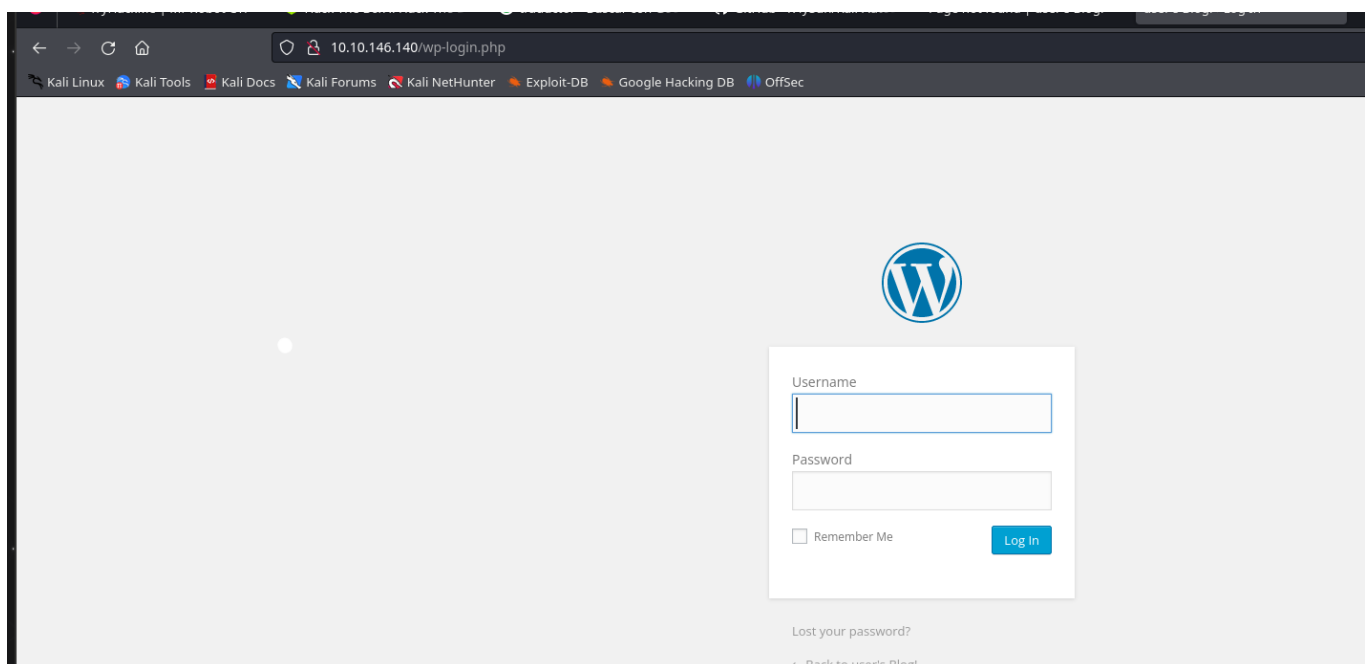 10.10.146.140/wp-login.php
Kali Linux Kali Tools Kali Docs Kali Forums Kali NetHunter Exploit-DB Google Hacking DB OffSec
Username
Password
Remember Me
Log In
Lost your password?